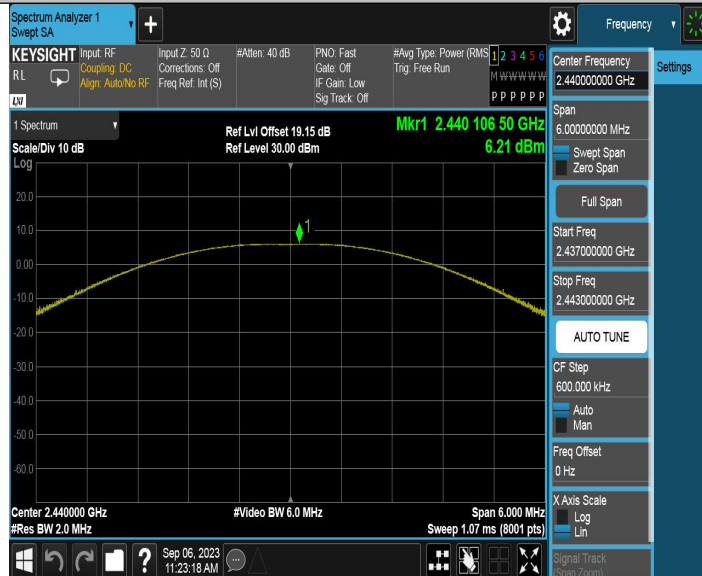 Spectrum Analyzer 1
Swept SA
+
Frequency
KEYSIGHT
RL
LXI
Input: RF
Coupling: DC
Align: Auto/No RF
Input Z: 50 Ω
Corrections: Off
Freq Ref: Int (S)
#Atten: 40 dB
PNO: Fast
Gate: Off
IF Gain: Low
Sig Track: Off
#Avg Type: Power (RMS
Trig: Free Run
1 2 3 4 5 6
M W W W W W
P P P P P P
1 Spectrum
Scale/Div 10 dB
Log
Ref Lvl Offset 19.15 dB
Ref Level 30.00 dBm
Mkr1 2.440 106 50 GHz
6.21 dBm
20.0
10.0
0.00
-10.0
-20.0
-30.0
-40.0
-50.0
-60.0
1
Center 2.440000 GHz
#Res BW 2.0 MHz
#Video BW 6.0 MHz
Span 6.000 MHz
Sweep 1.07 ms (8001 pts)
Sep 06, 2023
11:23:18 AM
?
Center Frequency
2.440000000 GHz
Settings
Span
6.00000000 MHz
Swept Span
Zero Span
Full Span
Start Freq
2.437000000 GHz
Stop Freq
2.443000000 GHz
AUTO TUNE
CF Step
600.000 kHz
Auto
Man
Freq Offset
0 Hz
X Axis Scale
Log
Lin
Signal Track
(Span Zoom)